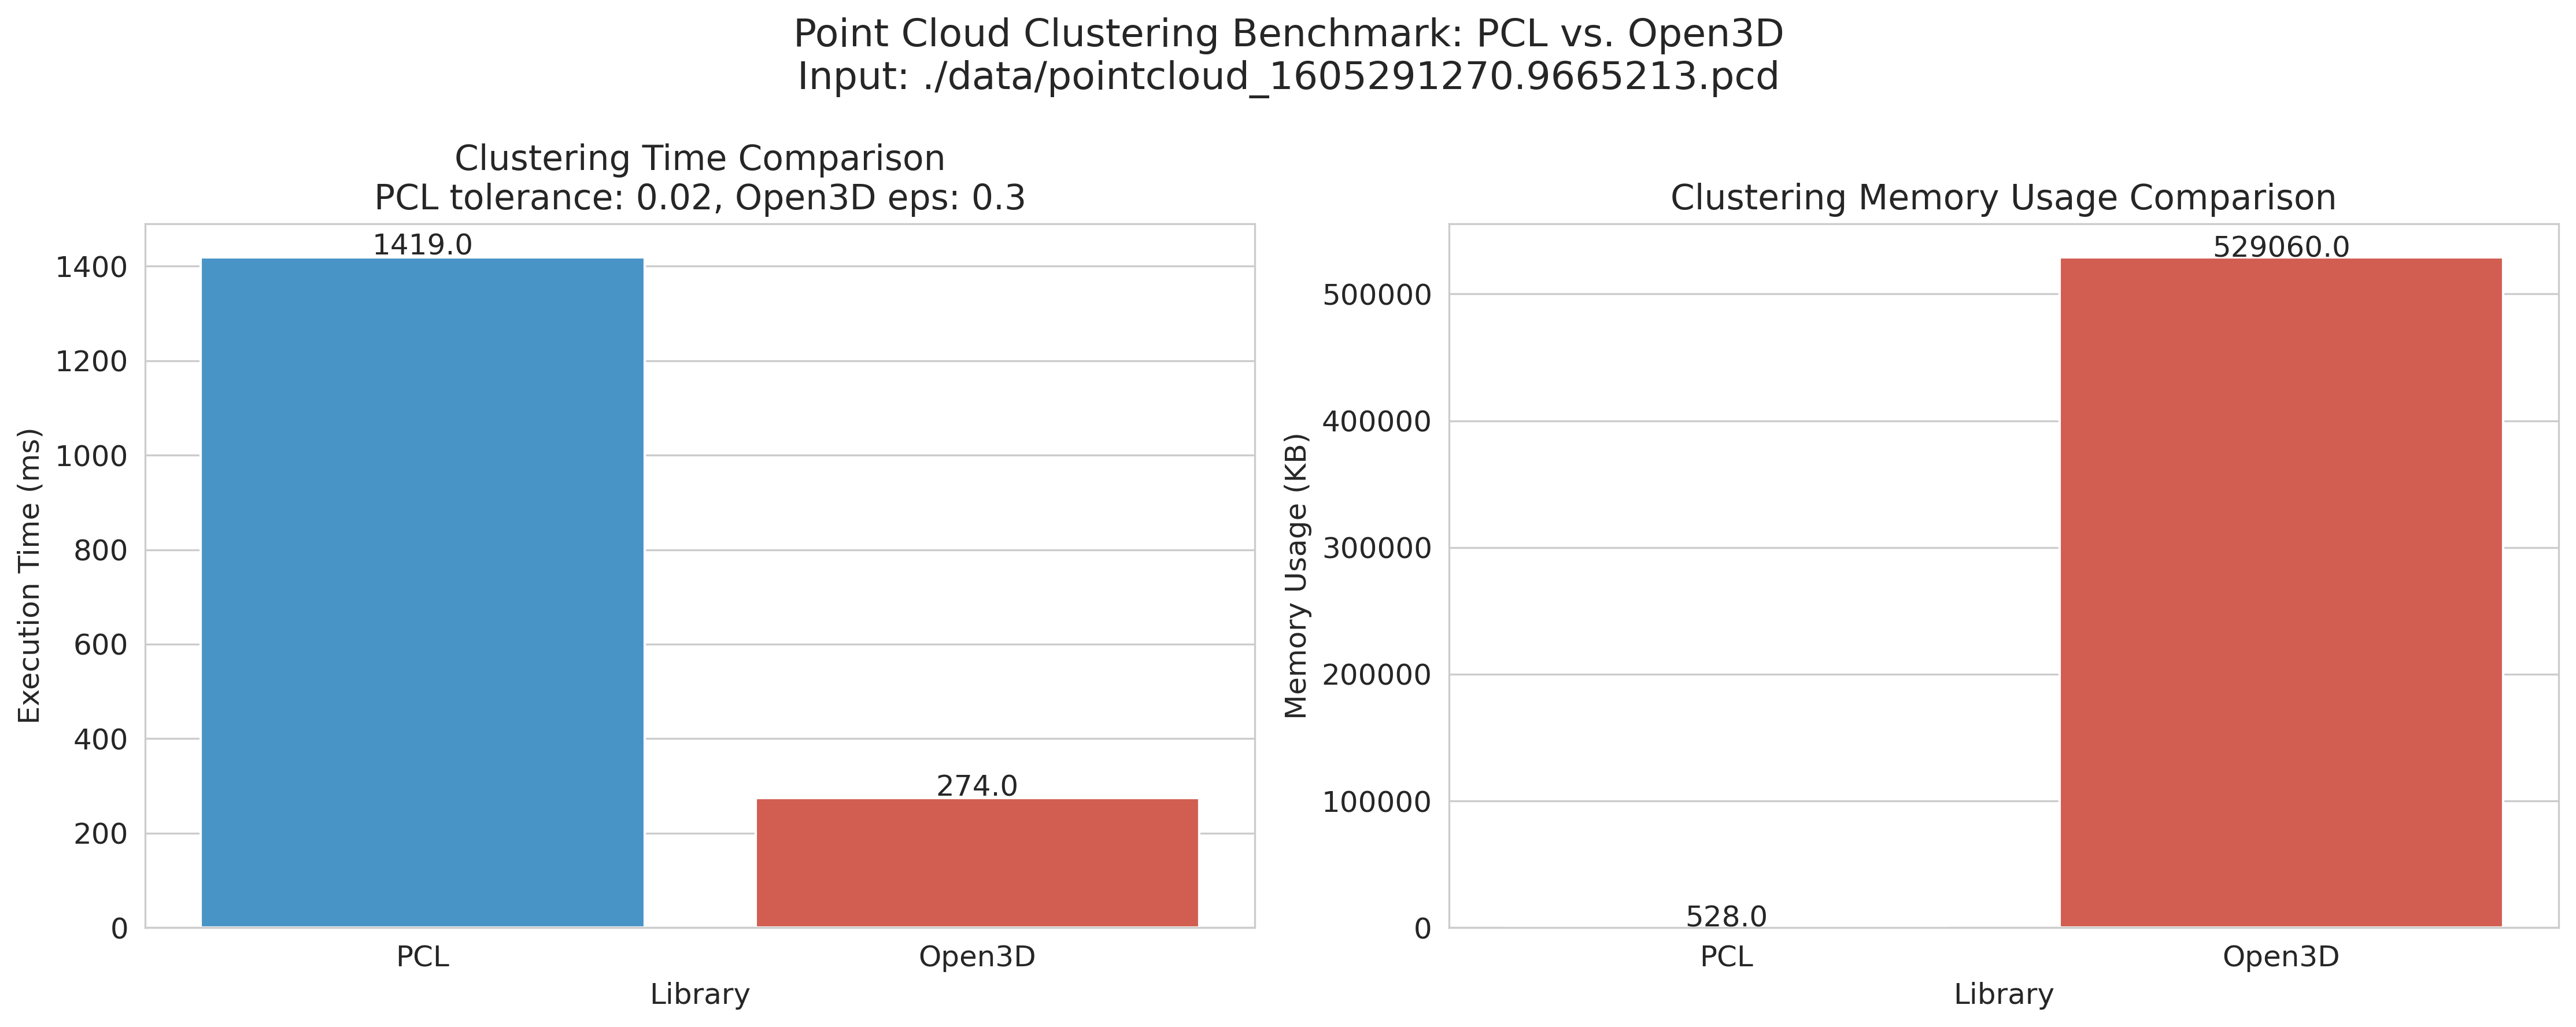 Point Cloud Clustering Benchmark: PCL vs. Open3D
Input: ./data/pointcloud_1605291270.9665213.pcd
Clustering Time Comparison
PCL tolerance: 0.02, Open3D eps: 0.3
Execution Time (ms)
1400
1200
1000
800
600
400
200
0
1419.0
274.0
PCL
Open3D
Library
Clustering Memory Usage Comparison
Memory Usage (KB)
500000
400000
300000
200000
100000
0
528.0
529060.0
PCL
Open3D
Library